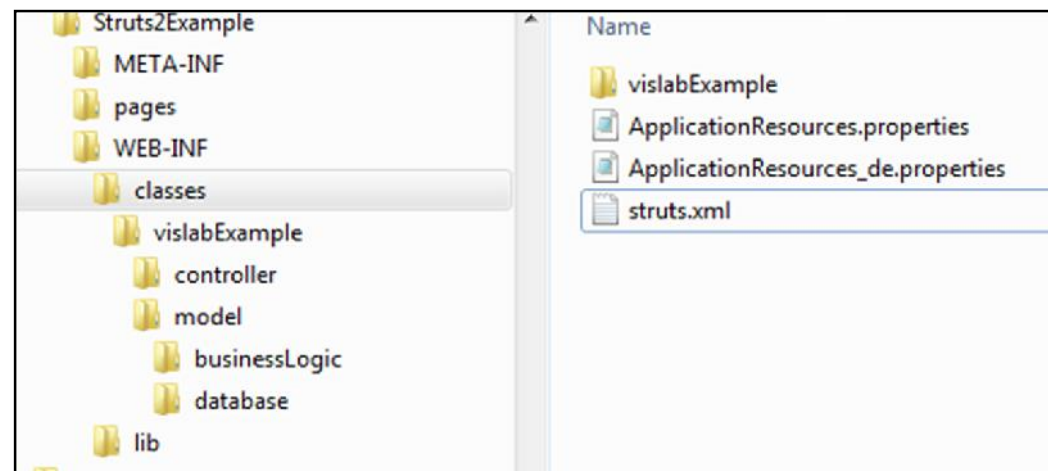 Struts2Example
META-INF
pages
WEB-INF
classes
vislabExample
controller
model
businessLogic
database
lib
Name
vislabExample
ApplicationResources.properties
ApplicationResources_de.properties
struts.xml